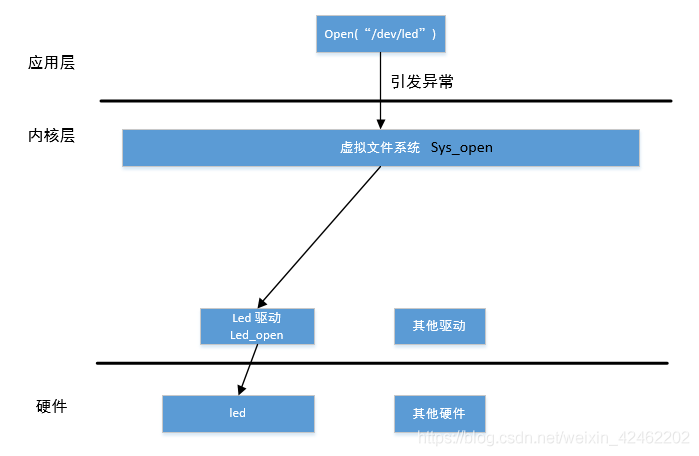 Open(“/dev/led”)
应用层
引发异常
内核层
虚拟文件系统 Sys_open
Led 驱动
Led_open
其他驱动
硬件
led
其他硬件
https://blog.csdn.net/weixin_42462202